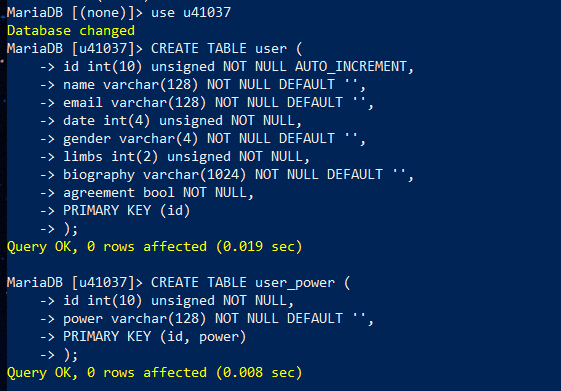 MariaDB [(none)]> use u41037
Database changed
MariaDB [u41037]> CREATE TABLE user (
    -> id int(10) unsigned NOT NULL AUTO_INCREMENT,
    -> name varchar(128) NOT NULL DEFAULT '',
    -> email varchar(128) NOT NULL DEFAULT '',
    -> date int(4) unsigned NOT NULL,
    -> gender varchar(4) NOT NULL DEFAULT '',
    -> limbs int(2) unsigned NOT NULL,
    -> biography varchar(1024) NOT NULL DEFAULT '',
    -> agreement bool NOT NULL,
    -> PRIMARY KEY (id)
    -> );
Query OK, 0 rows affected (0.019 sec)
MariaDB [u41037]> CREATE TABLE user_power (
    -> id int(10) unsigned NOT NULL,
    -> power varchar(128) NOT NULL DEFAULT '',
    -> PRIMARY KEY (id, power)
    -> );
Query OK, 0 rows affected (0.008 sec)